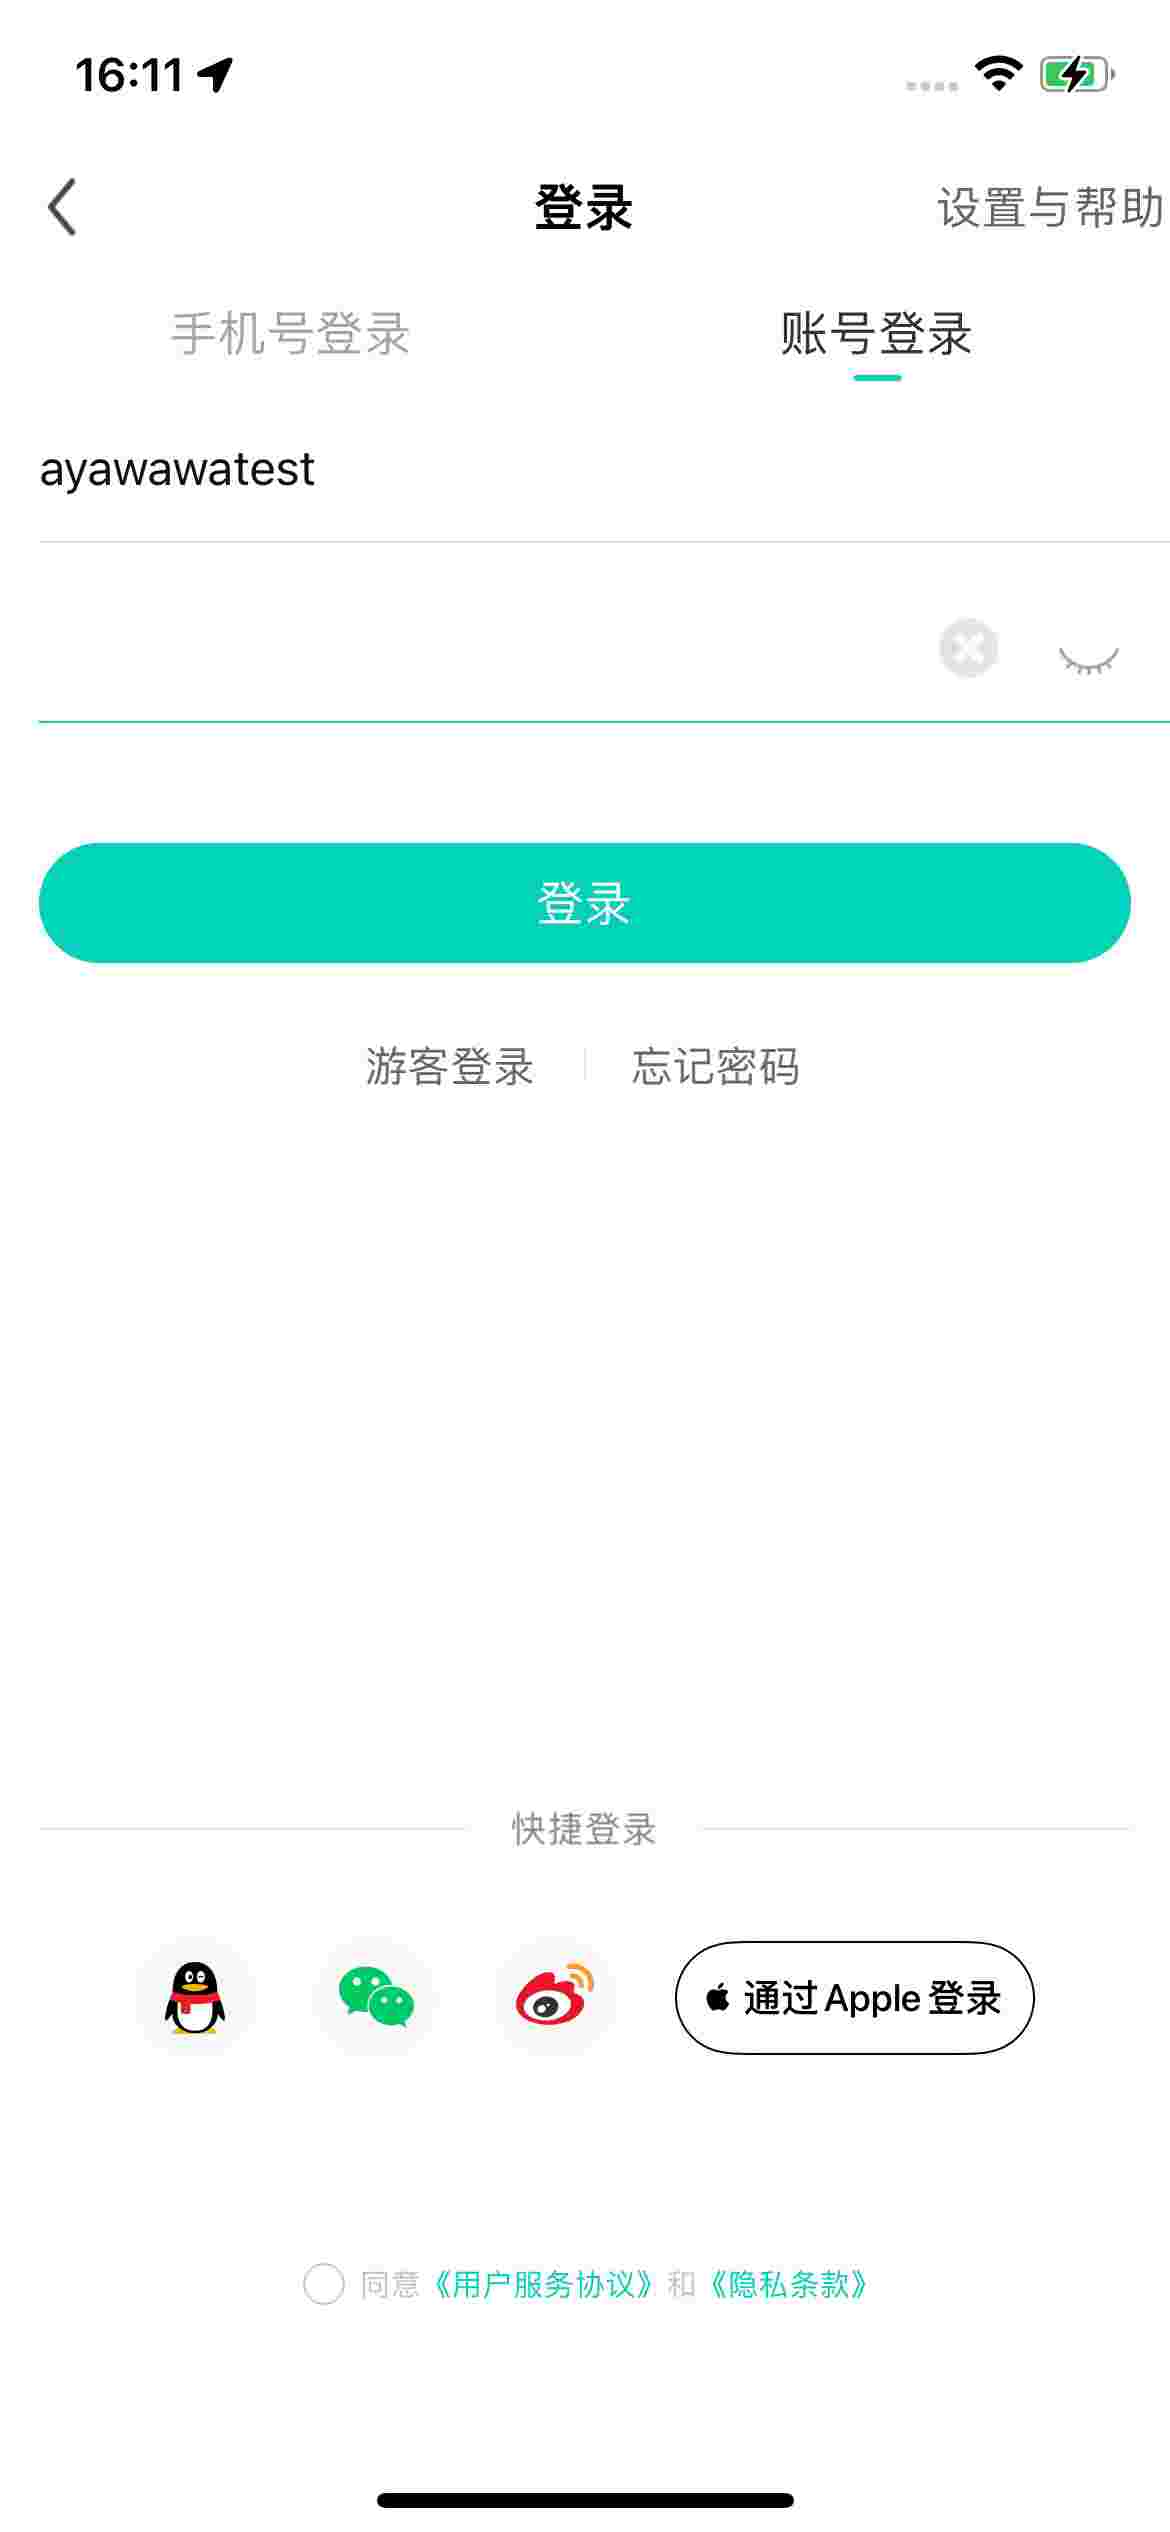 16:11
登录
设置与帮助
手机号登录
账号登录
ayawawatest
登录
游客登录
忘记密码
快捷登录
通过 Apple 登录
同意《用户服务协议》和《隐私条款》